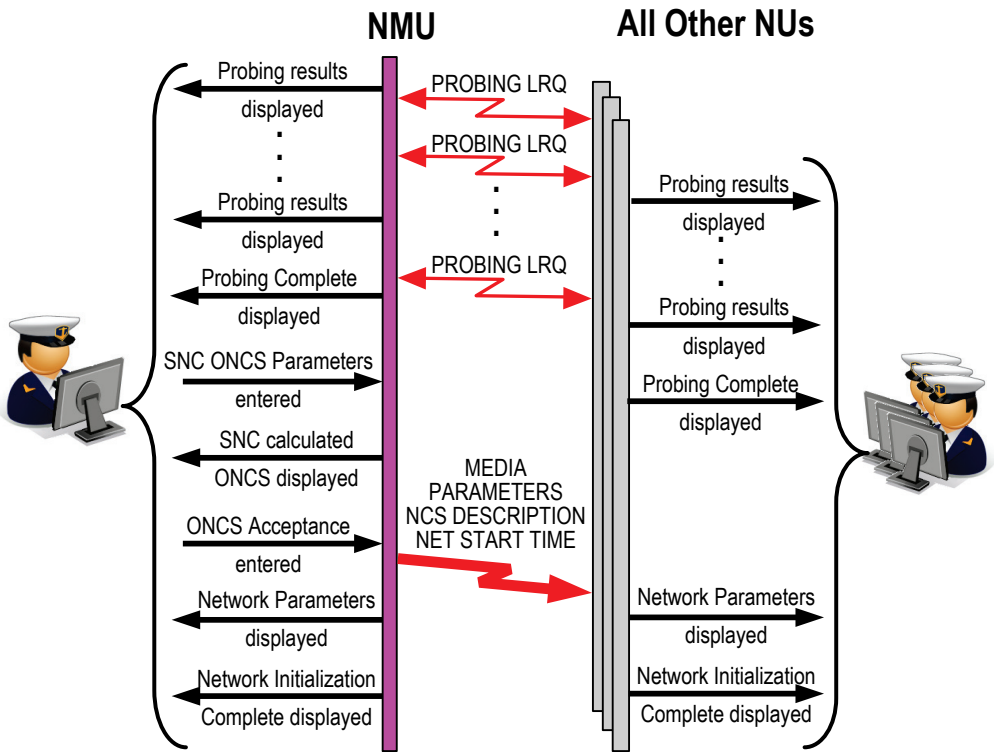 NMU
All Other NUs
Probing results
displayed
Probing results
displayed
Probing Complete
displayed
SNC ONCS Parameters
entered
SNC calculated
ONCS displayed
ONCS Acceptance
entered
Network Parameters
displayed
Network Initialization
Complete displayed
PROBING LRQ
PROBING LRQ
PROBING LRQ
MEDIA
PARAMETERS
NCS DESCRIPTION
NET START TIME
Probing results
displayed
Probing results
displayed
Probing Complete
displayed
Network Parameters
displayed
Network Initialization
Complete displayed